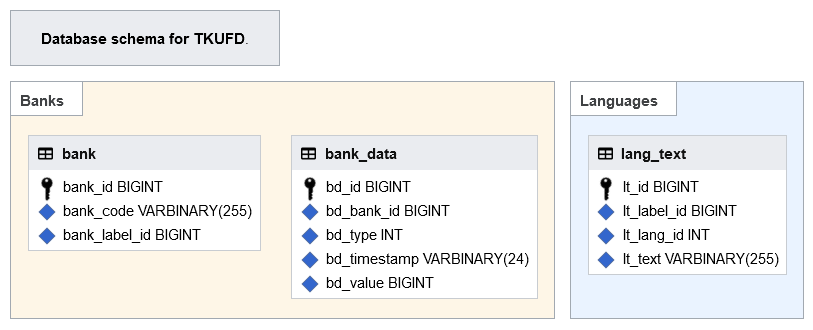 Database schema for TKUFD.
Banks
bank
bank_id BIGINT
bank_code VARBINARY(255)
bank_label_id BIGINT
bank_data
bd_id BIGINT
bd_bank_id BIGINT
bd_type INT
bd_timestamp VARBINARY(24)
bd_value BIGINT
Languages
lang_text
lt_id BIGINT
lt_label_id BIGINT
lt_lang_id INT
lt_text VARBINARY(255)